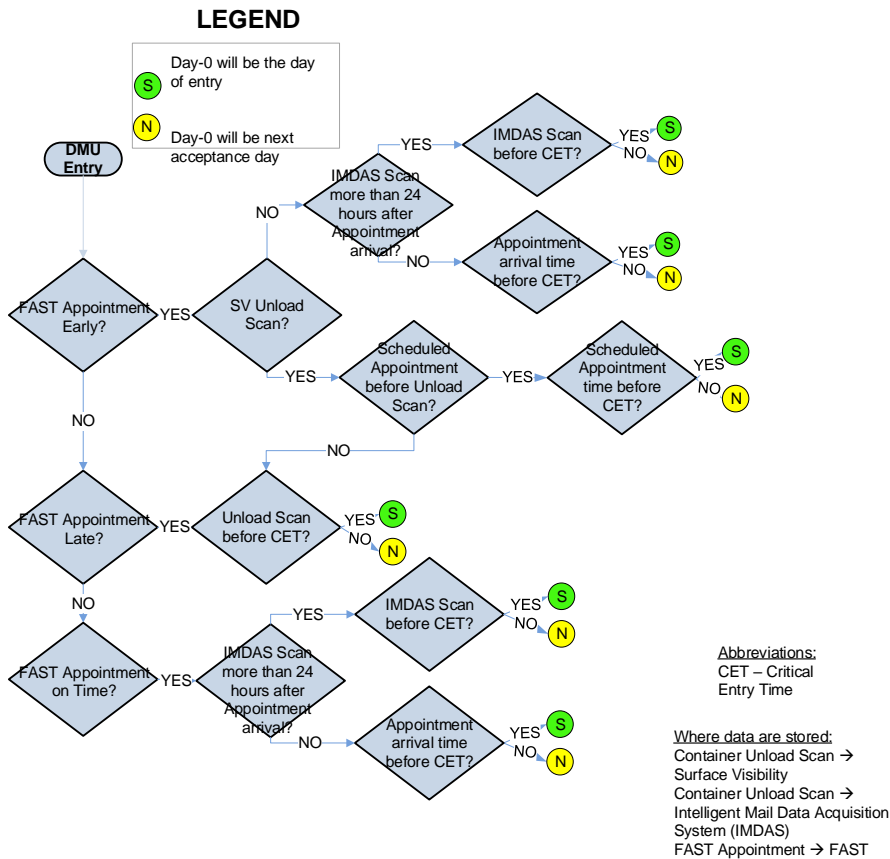 LEGEND
S
Day-0 will be the day
of entry
N
Day-0 will be next
acceptance day
DMU
Entry
FAST Appointment
Early?
YES
NO
SV Unload
Scan?
NO
IMDAS Scan
more than 24
hours after
Appointment
arrival?
YES
IMDAS Scan
before CET?
YES
S
NO
N
NO
Appointment
arrival time
before CET?
YES
S
NO
N
YES
Scheduled
Appointment
before Unload
Scan?
YES
Scheduled
Appointment
time before
CET?
YES
S
NO
N
NO
FAST Appointment
Late?
YES
Unload Scan
before CET?
YES
S
NO
N
NO
FAST Appointment
on Time?
YES
IMDAS Scan
more than 24
hours after
Appointment
arrival?
YES
IMDAS Scan
before CET?
YES
S
NO
N
NO
Appointment
arrival time
before CET?
YES
S
NO
N
Abbreviations:
CET – Critical
Entry Time
Where data are stored:
Container Unload Scan →
Surface Visibility
Container Unload Scan →
Intelligent Mail Data Acquisition
System (IMDAS)
FAST Appointment → FAST